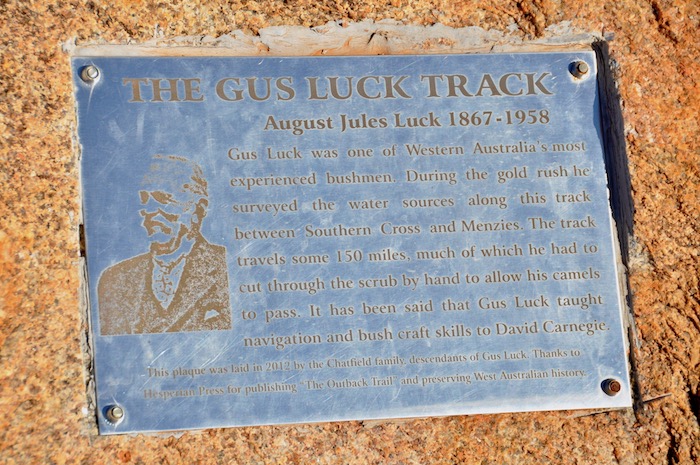 THE GUS LUCK TRACK
August Jules Luck 1867-1958
Gus Luck was one of Western Australia's most
experienced bushmen. During the gold rush he
surveyed the water sources along this track
between Southern Cross and Menzies. The track
travels some 150 miles, much of which he had to
cut through the scrub by hand to allow his camels
to pass. It has been said that Gus Luck taught
navigation and bush craft skills to David Carnegie.
This plaque was laid in 2012 by the Chatfield family, descendants of Gus Luck. Thanks to
Hesperian Press for publishing "The Outback Trail" and preserving West Australian history.